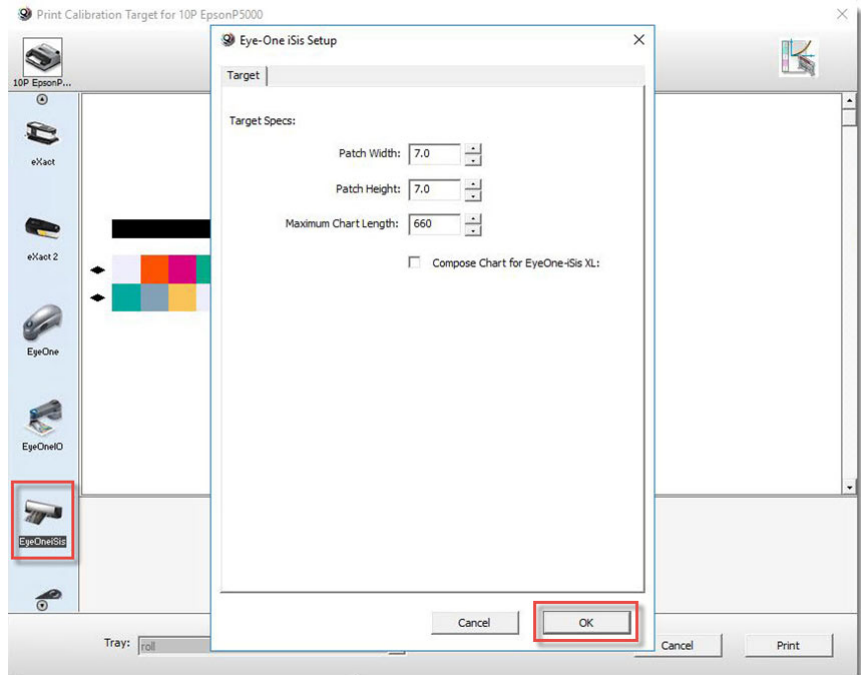 Print Calibration Target for 10P EpsonP5000
10P EpsonP...
eXact
eXact 2
EyeOne
EyeOneIO
EyeOneiSis
Eye-One iSis Setup
Target
Target Specs:
Patch Width: 7.0
Patch Height: 7.0
Maximum Chart Length: 660
Compose Chart for EyeOne-iSis XL:
Cancel OK
Tray: roll
Cancel Print